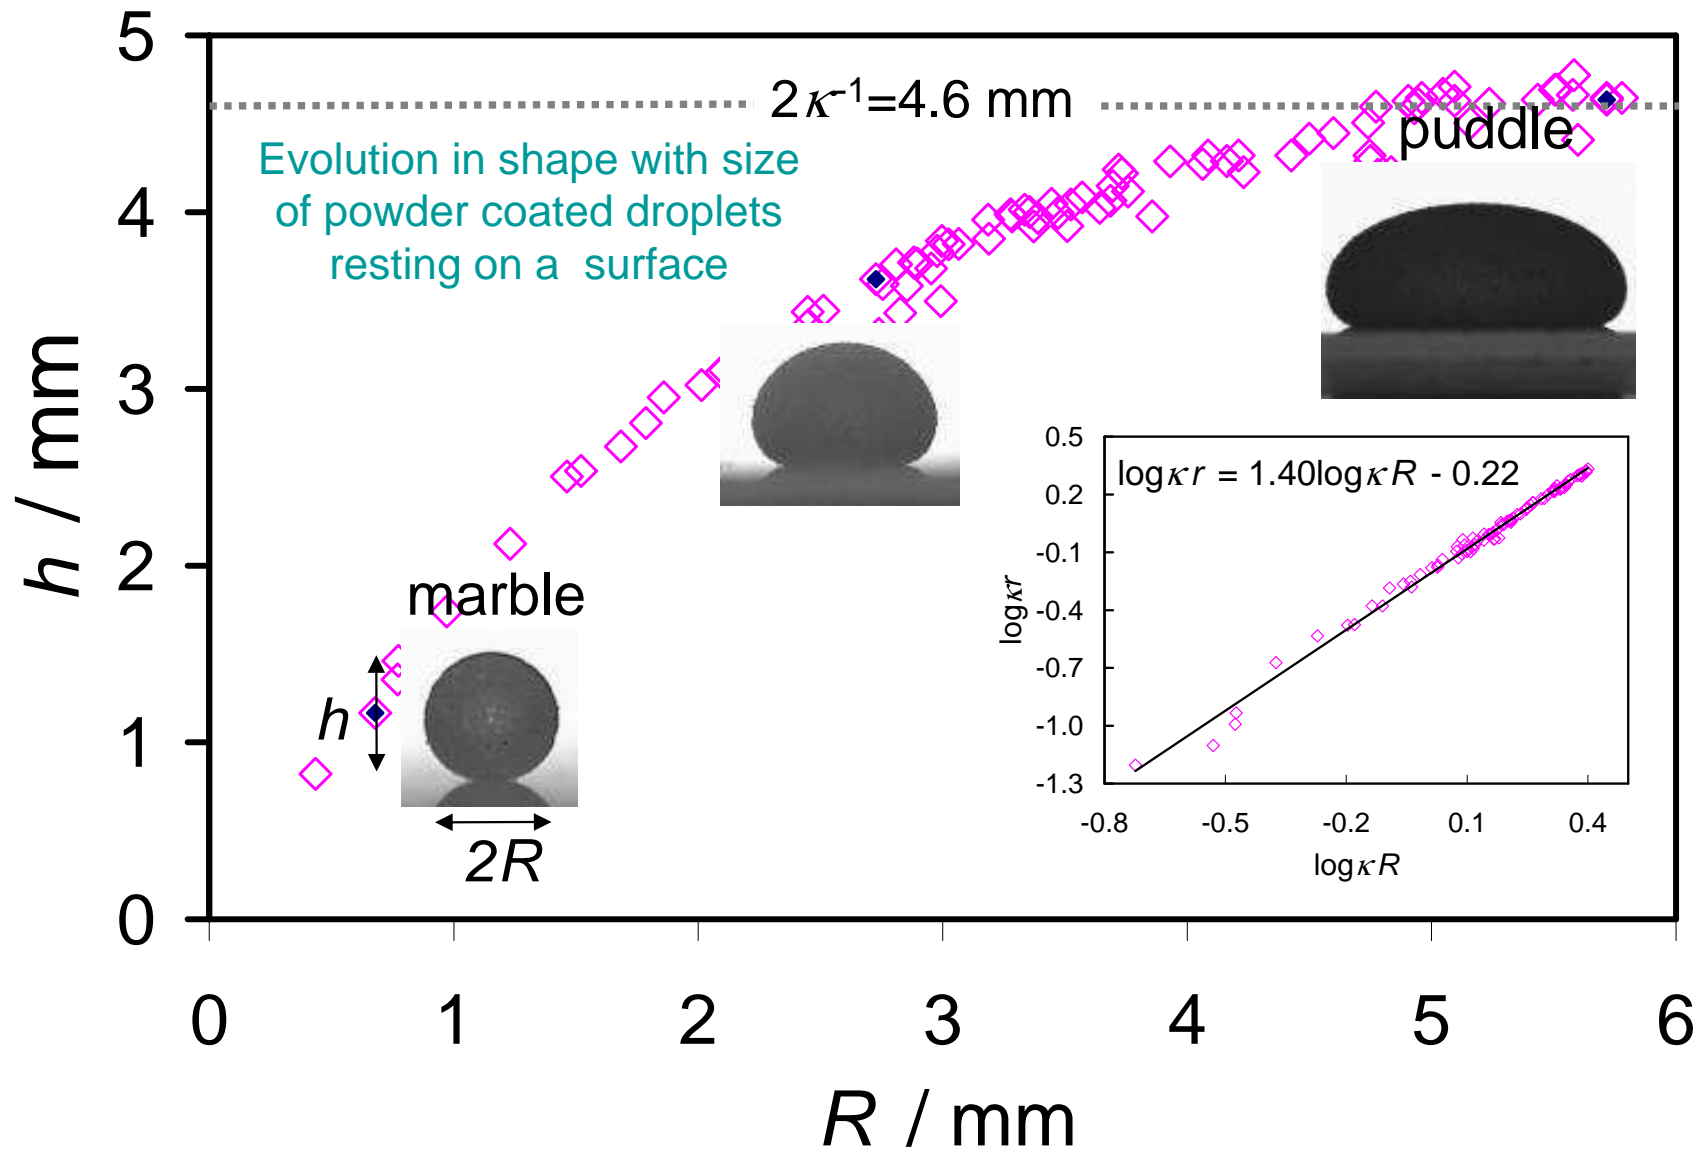 5
4
3
2
1
0
h / mm
2κ⁻¹=4.6 mm
Evolution in shape with size
of powder coated droplets
resting on a surface
puddle
marble
h
2R
0.5
0.2
-0.1
-0.4
-0.7
-1.0
-1.3
logκr
logκr = 1.40logκR - 0.22
-0.8 -0.5 -0.2 0.1 0.4
logκR
0 1 2 3 4 5 6
R / mm